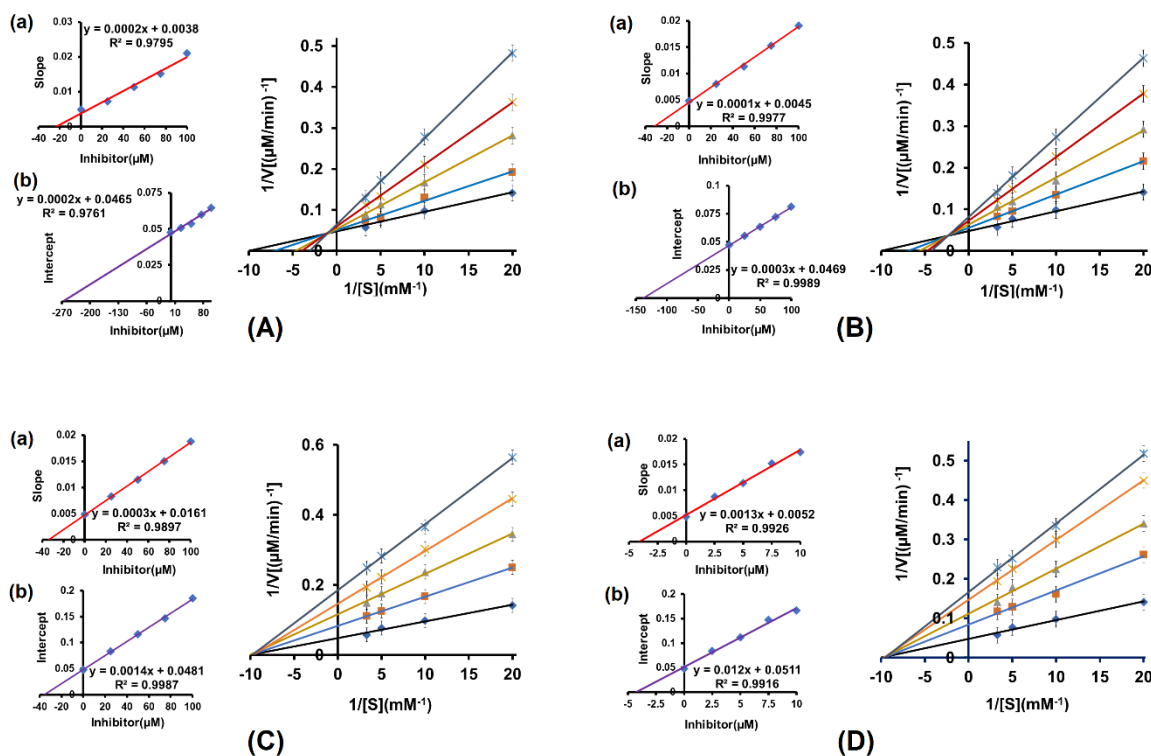 (a)
y = 0.0002x + 0.0038
R² = 0.9795
Slope
0.03
0.02
0.01
0
-40 -20 0 20 40 60 80 100
Inhibitor(µM)
(b)
y = 0.0002x + 0.0465
R² = 0.9761
Intercept
0.075
0.05
0.025
0
-270 -200 -130 -60 10 80
Inhibitor(µM)
1/V[(µM/min) -1]
0.5
0.4
0.3
0.2
0.1
0
-10 -5 0 5 10 15 20
1/[S](mM-1)
(A)
(a)
Slope
0.02
0.015
0.01
0.005
0
y = 0.0001x + 0.0045
R² = 0.9977
-40 -20 0 20 40 60 80 100
Inhibitor(µM)
(b)
Intercept
0.1
0.075
0.05
0.025
0
y = 0.0003x + 0.0469
R² = 0.9989
-150 -100 -50 0 50 100
Inhibitor(µM)
1/V[(µM/min) -1]
0.5
0.4
0.3
0.2
0.1
0
-10 -5 0 5 10 15 20
1/[S](mM-1)
(B)
(a)
Slope
0.02
0.015
0.01
0.005
0
y = 0.0003x + 0.0161
R² = 0.9897
-40 -20 0 20 40 60 80 100
Inhibitor(µM)
(b)
Intercept
0.2
0.15
0.1
0.05
0
y = 0.0014x + 0.0481
R² = 0.9987
-40 -20 0 20 40 60 80 100
Inhibitor(µM)
1/V[(µM/min) -1]
0.6
0.4
0.2
0
-10 -5 0 5 10 15 20
1/[S](mM-1)
(C)
(a)
Slope
0.02
0.015
0.01
0.005
0
y = 0.0013x + 0.0052
R² = 0.9926
-5 -2.5 0 2.5 5 7.5 10
Inhibitor(µM)
(b)
Intercept
0.2
0.15
0.1
0.05
0
y = 0.012x + 0.0511
R² = 0.9916
-5 -2.5 0 2.5 5 7.5 10
Inhibitor(µM)
1/V[(µM/min) -1]
0.5
0.4
0.3
0.2
0.1
0
-10 -5 0 5 10 15 20
1/[S](mM-1)
(D)